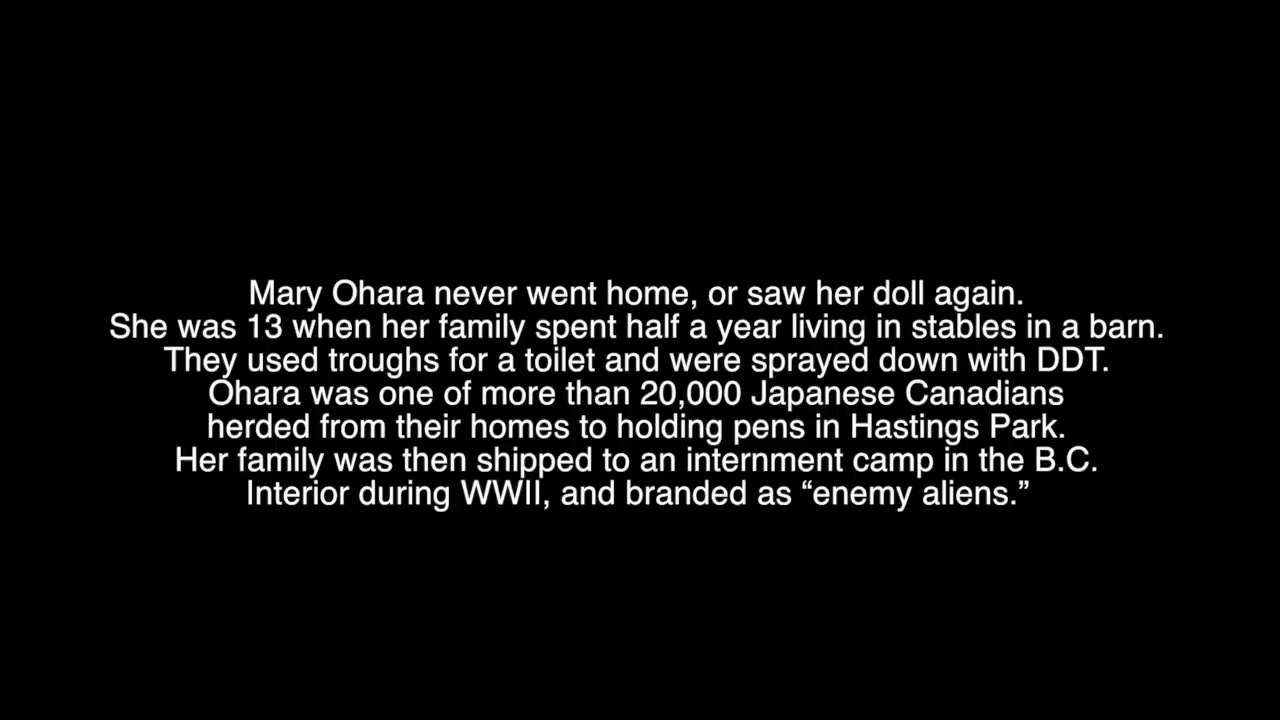 Mary Ohara never went home, or saw her doll again.
She was 13 when her family spent half a year living in stables in a barn.
They used troughs for a toilet and were sprayed down with DDT.
Ohara was one of more than 20,000 Japanese Canadians
herded from their homes to holding pens in Hastings Park.
Her family was then shipped to an internment camp in the B.C.
Interior during WWII, and branded as “enemy aliens.”